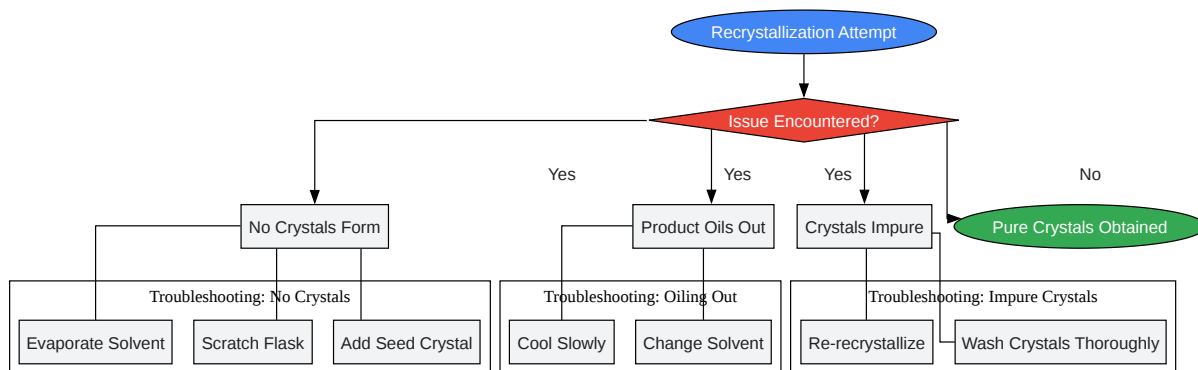 Recrystallization Attempt
Issue Encountered?
Yes
Yes
Yes
No
No Crystals Form
Product Oils Out
Crystals Impure
Pure Crystals Obtained
Troubleshooting: No Crystals
Troubleshooting: Oiling Out
Troubleshooting: Impure Crystals
Evaporate Solvent
Scratch Flask
Add Seed Crystal
Cool Slowly
Change Solvent
Re-recrystallize
Wash Crystals Thoroughly